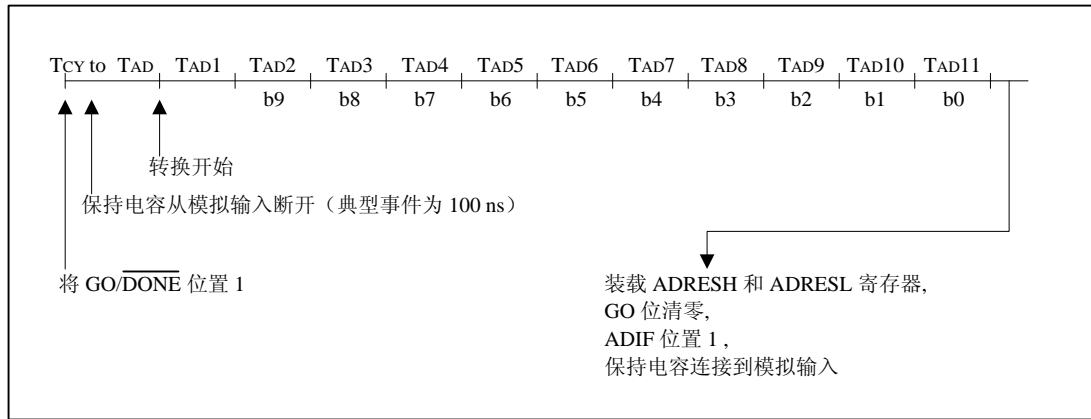 TCY to TAD TAD1 TAD2 TAD3 TAD4 TAD5 TAD6 TAD7 TAD8 TAD9 TAD10 TAD11
b9 b8 b7 b6 b5 b4 b3 b2 b1 b0
转换开始
保持电容从模拟输入断开（典型事件为 100 ns）
将 GO/DONE 位置 1
装载 ADRESH 和 ADRESL 寄存器,
GO 位清零,
ADIF 位置 1 ,
保持电容连接到模拟输入